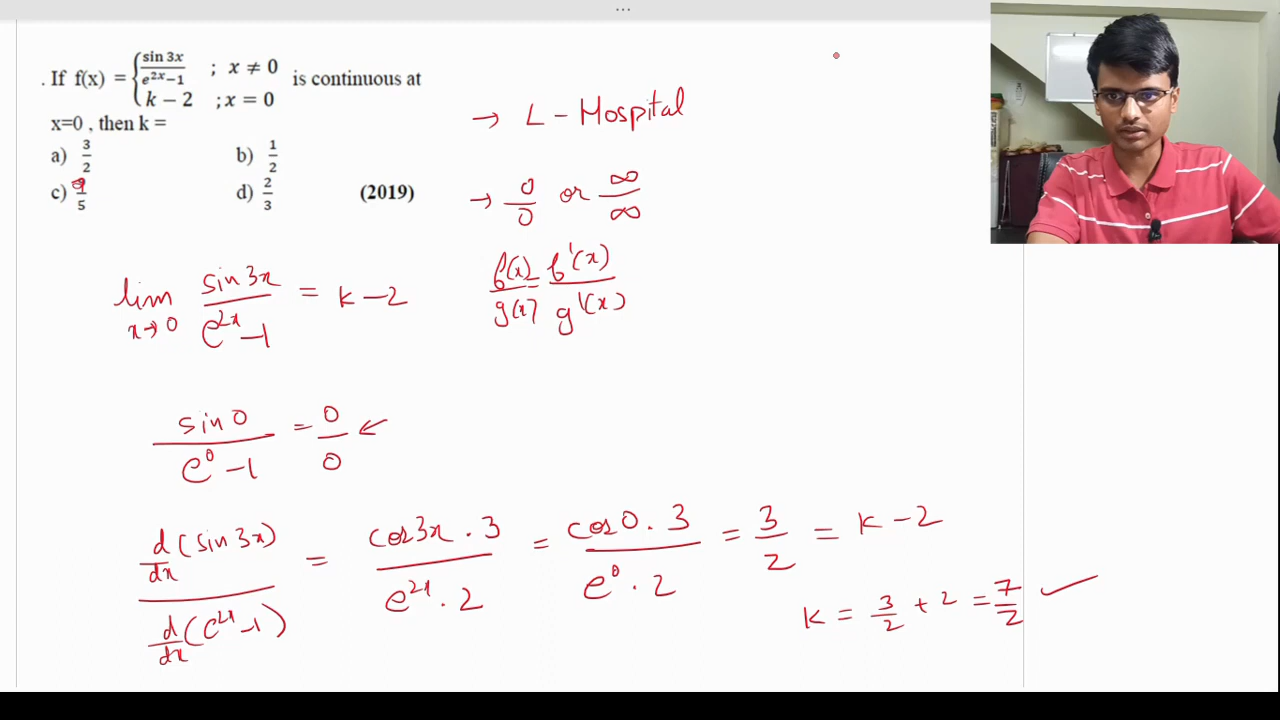 . If f(x) = { sin 3x / e^(2x)−1 ; x ≠ 0 is continuous at
k − 2 ; x = 0
x=0 , then k =
a) 3/2 b) 1/2
c) 9/5 d) 2/3 (2019)
→ L - Hospital
→ 0/0 or ∞/∞
f(x)/g(x) = f'(x)/g'(x)
lim x→0 sin 3x / e^(2x) −1 = k −2
sin 0 / e^0 −1 = 0/0 ←
d/dx (sin 3x) / d/dx (e^(2x) −1) = cos 3x · 3 / e^(2x) · 2 = cos 0 · 3 / e^0 · 2 = 3/2 = k −2
k = 3/2 + 2 = 7/2